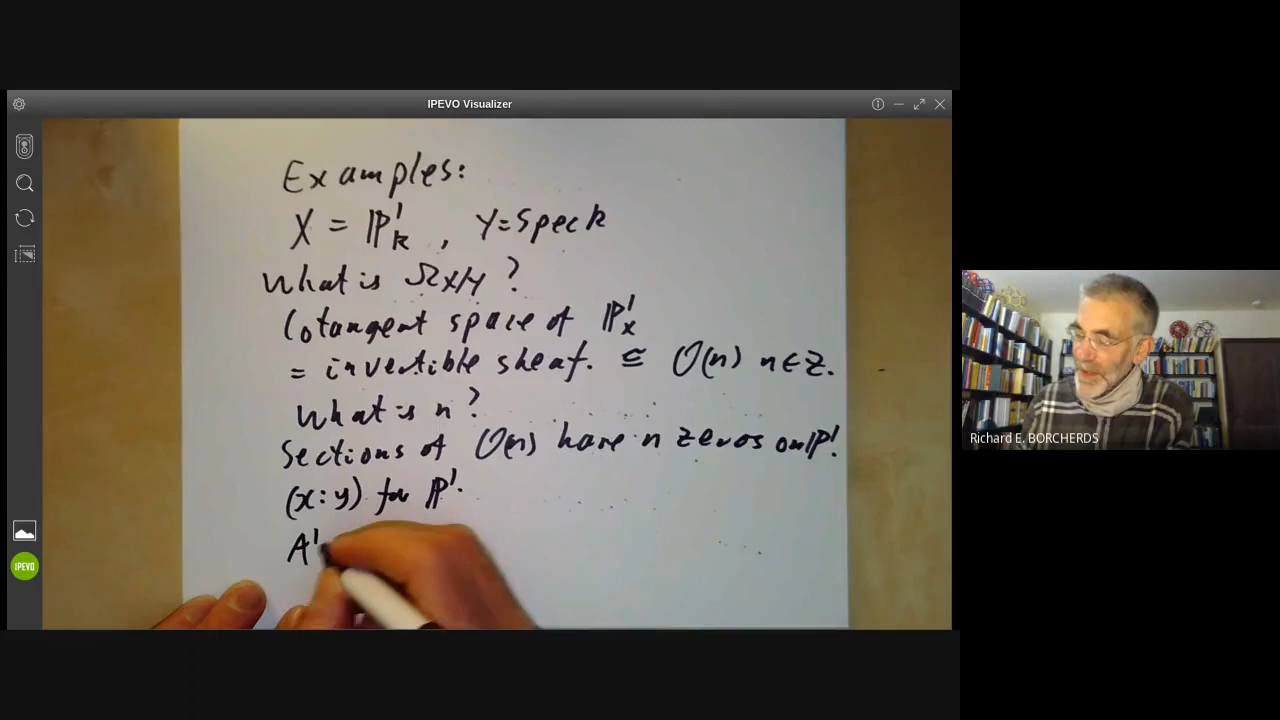 IPEVO Visualizer
Examples:
X = ℙ¹ₖ , Y = Spec k
What is Ω_{X/Y} ?
Cotangent space of ℙ¹ₓ
= invertible sheaf. ≅ O(n) n ∈ Z.
What is n ?
Sections of O(n) have n zeros on ℙ¹.
(x:y) for ℙ¹.
A¹
IPEVO
Richard E. BORCHERDS